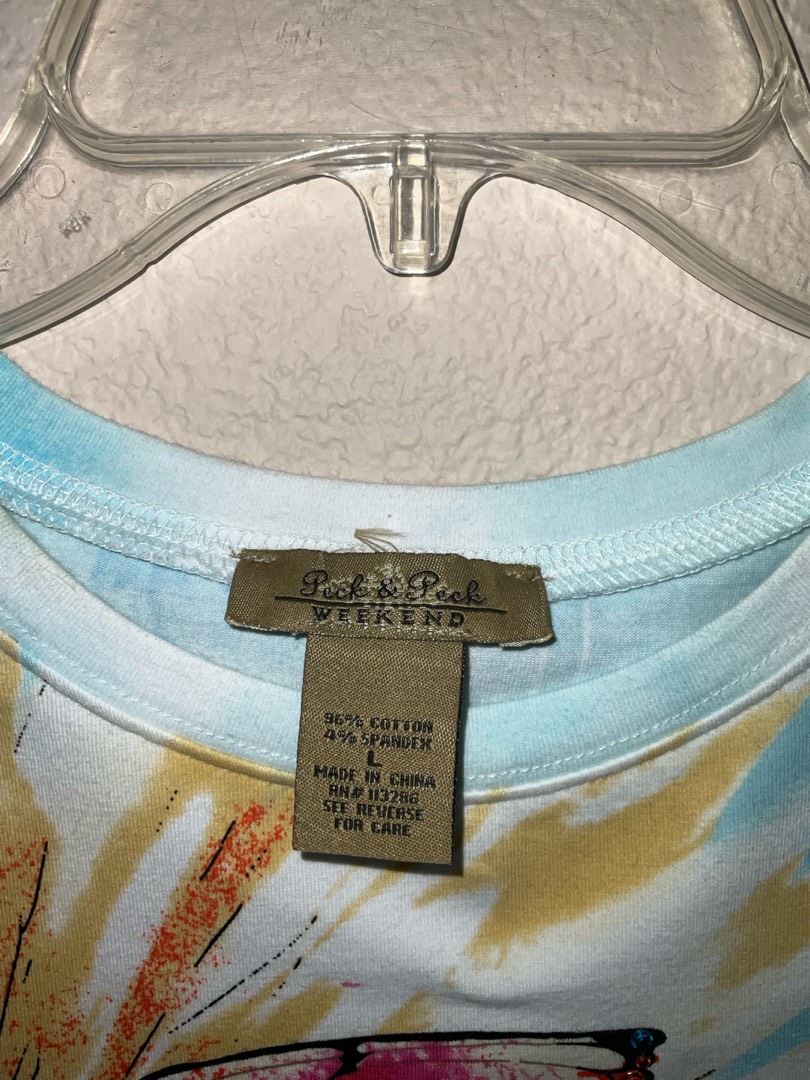 Peck & Peck
WEEKEND
96% COTTON
4% SPANDEX
L
MADE IN CHINA
RN# 113286
SEE REVERSE
FOR CARE